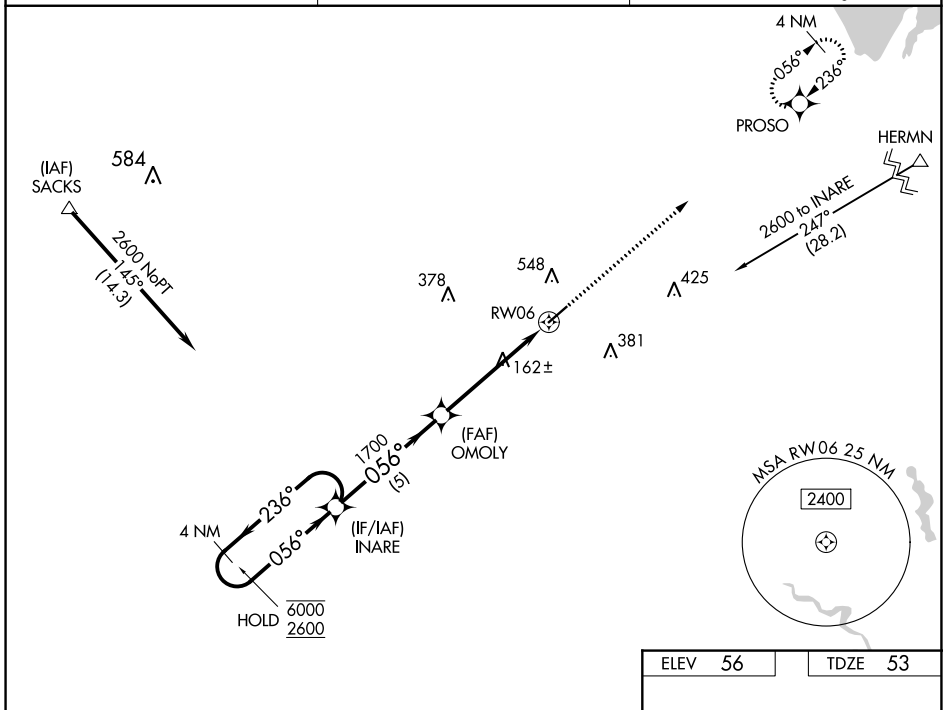 4 NM
056°
236°
PROSO
HERMN
2600 to INARE
247°
(28.2)
(IAF)
SACKS
584
2600 NoPT
145°
(14.3)
378
548
425
RW06
381
162±
(FAF)
OMOLY
1700
056°
(5)
236°
4 NM
056°
(IF/IAF)
INARE
HOLD
6000
2600
MSA RW06 25 NM
2400
ELEV 56
TDZE 53